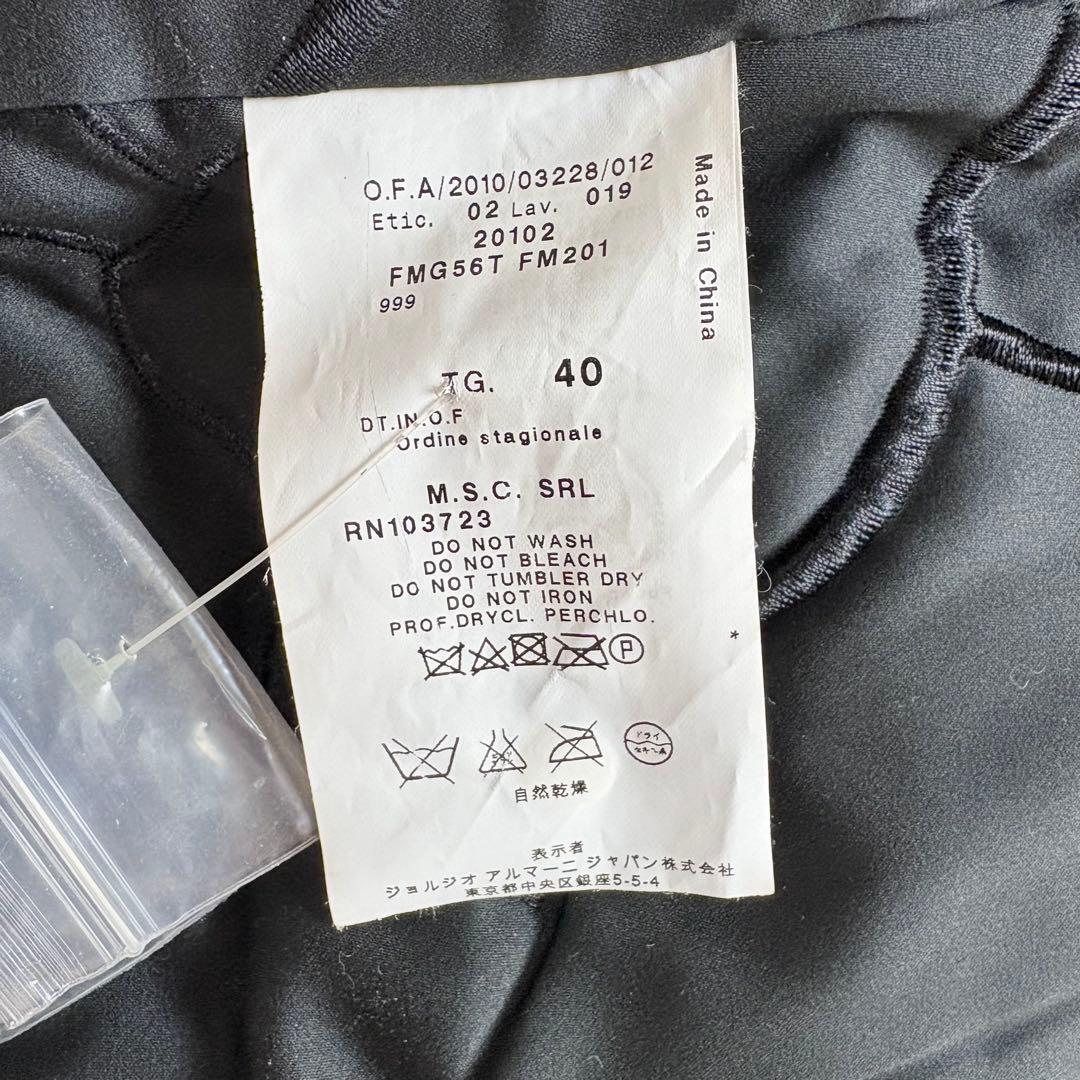 O.F.A/2010/03228/012
Etic. 02 Lav. 019
20102
FMG56T FM201
999
Made in China
TG. 40
DT.IN.O.F
Ordine stagionale
M.S.C. SRL
RN103723
DO NOT WASH
DO NOT BLEACH
DO NOT TUMBLER DRY
DO NOT IRON
PROF.DRYCL. PERCHLO.
P
*
ドライ
自然乾燥
表示者
ジョルジオ アルマーニ ジャパン株式会社
東京都中央区銀座5-5-4